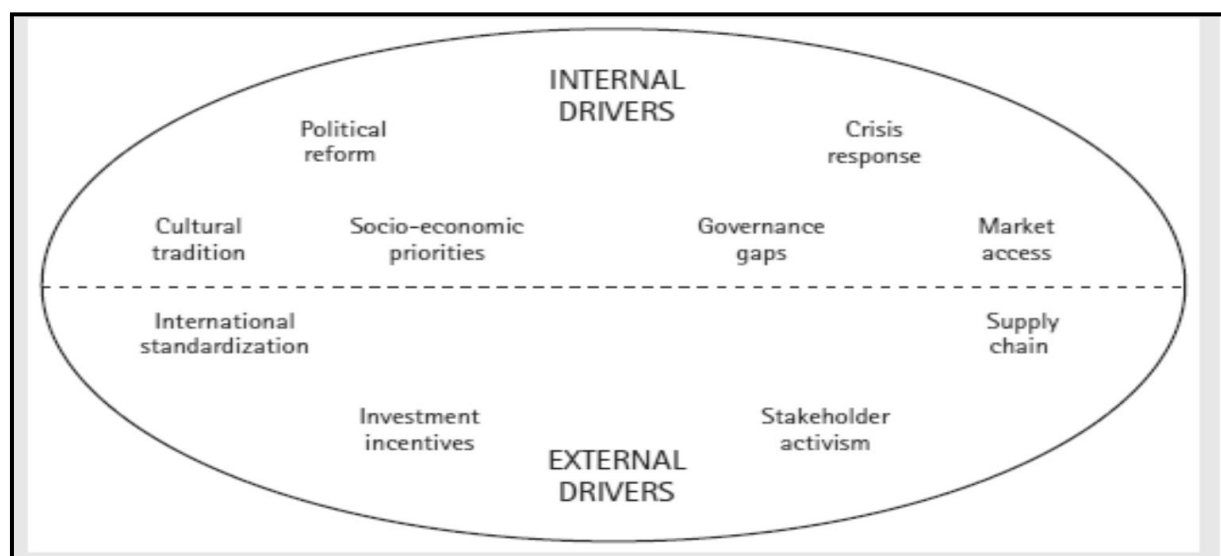 INTERNAL
DRIVERS
Political
reform
Crisis
response
Cultural
tradition
Socio-economic
priorities
Governance
gaps
Market
access
International
standardization
Supply
chain
Investment
incentives
Stakeholder
activism
EXTERNAL
DRIVERS